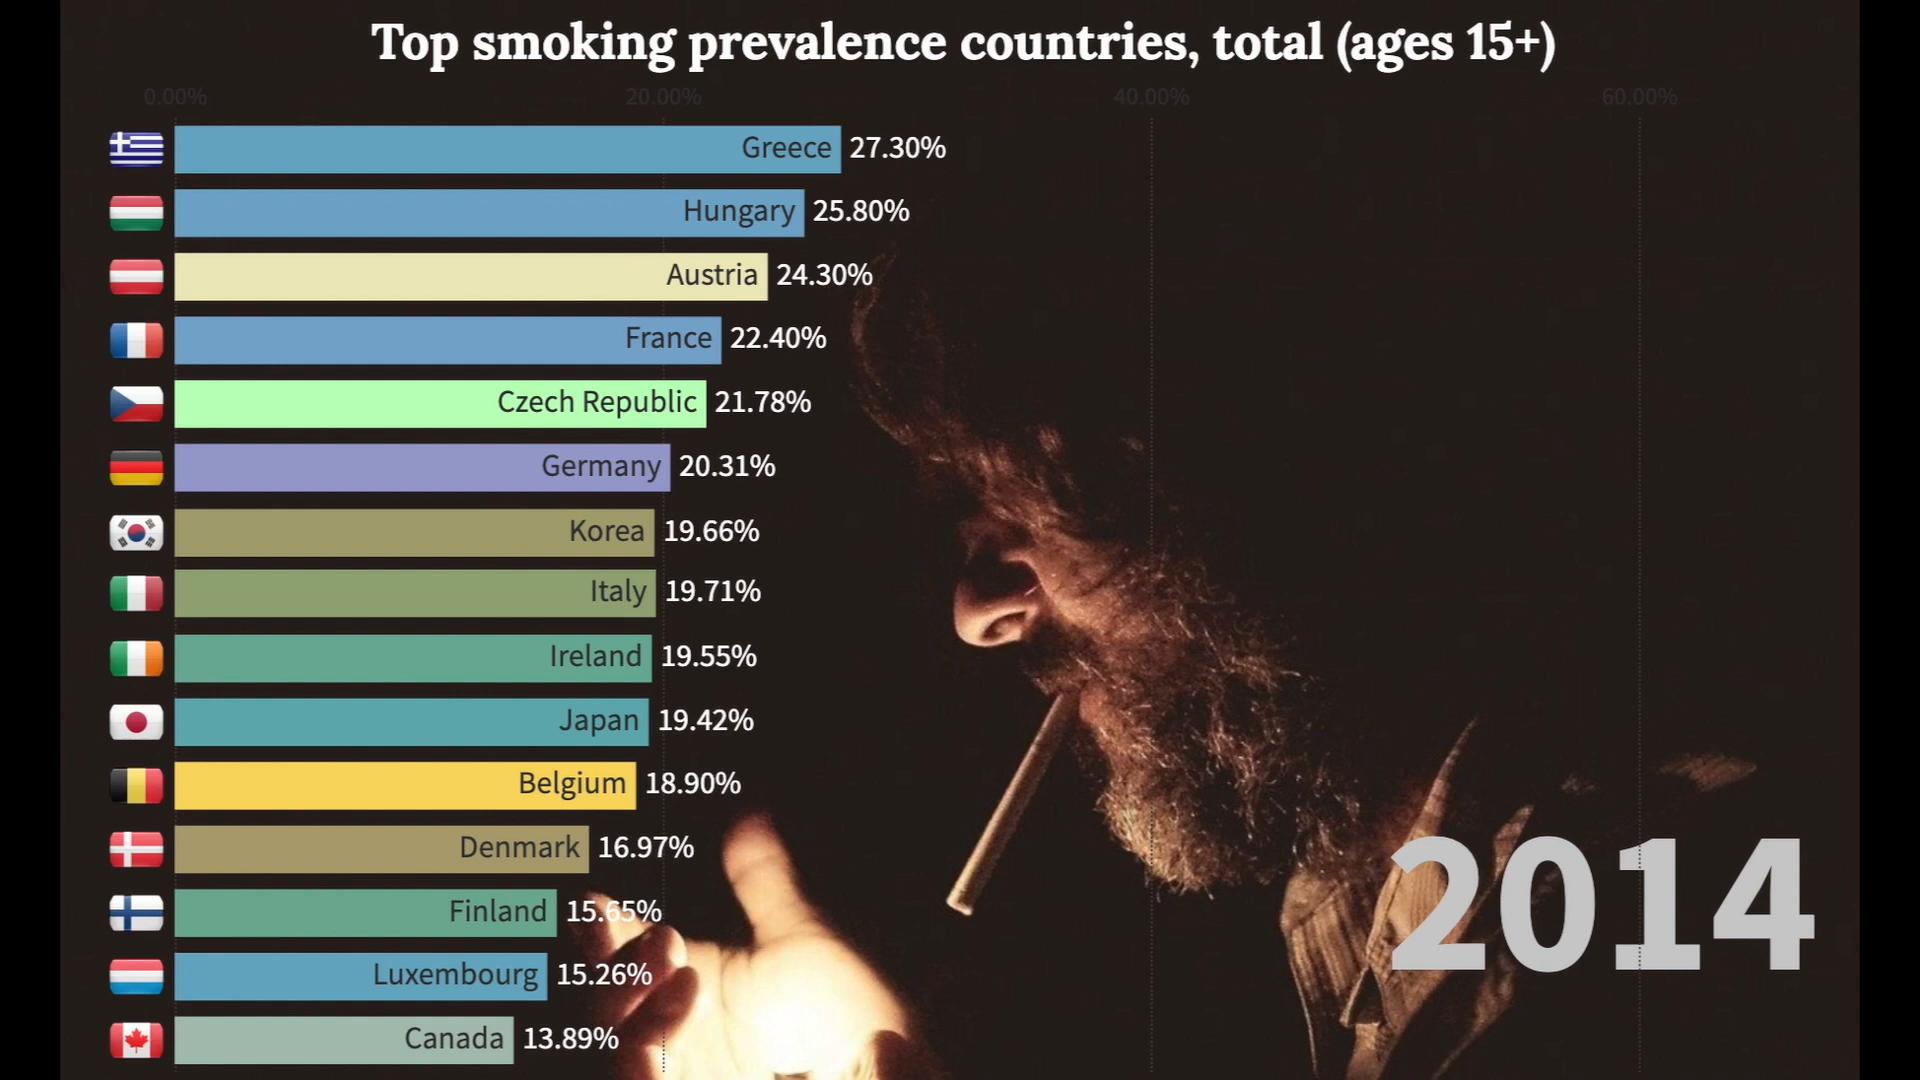 Top smoking prevalence countries, total (ages 15+)
0.00% 20.00% 40.00% 60.00%
Greece 27.30%
Hungary 25.80%
Austria 24.30%
France 22.40%
Czech Republic 21.78%
Germany 20.31%
Korea 19.66%
Italy 19.71%
Ireland 19.55%
Japan 19.42%
Belgium 18.90%
Denmark 16.97%
Finland 15.65%
Luxembourg 15.26%
Canada 13.89%
2014